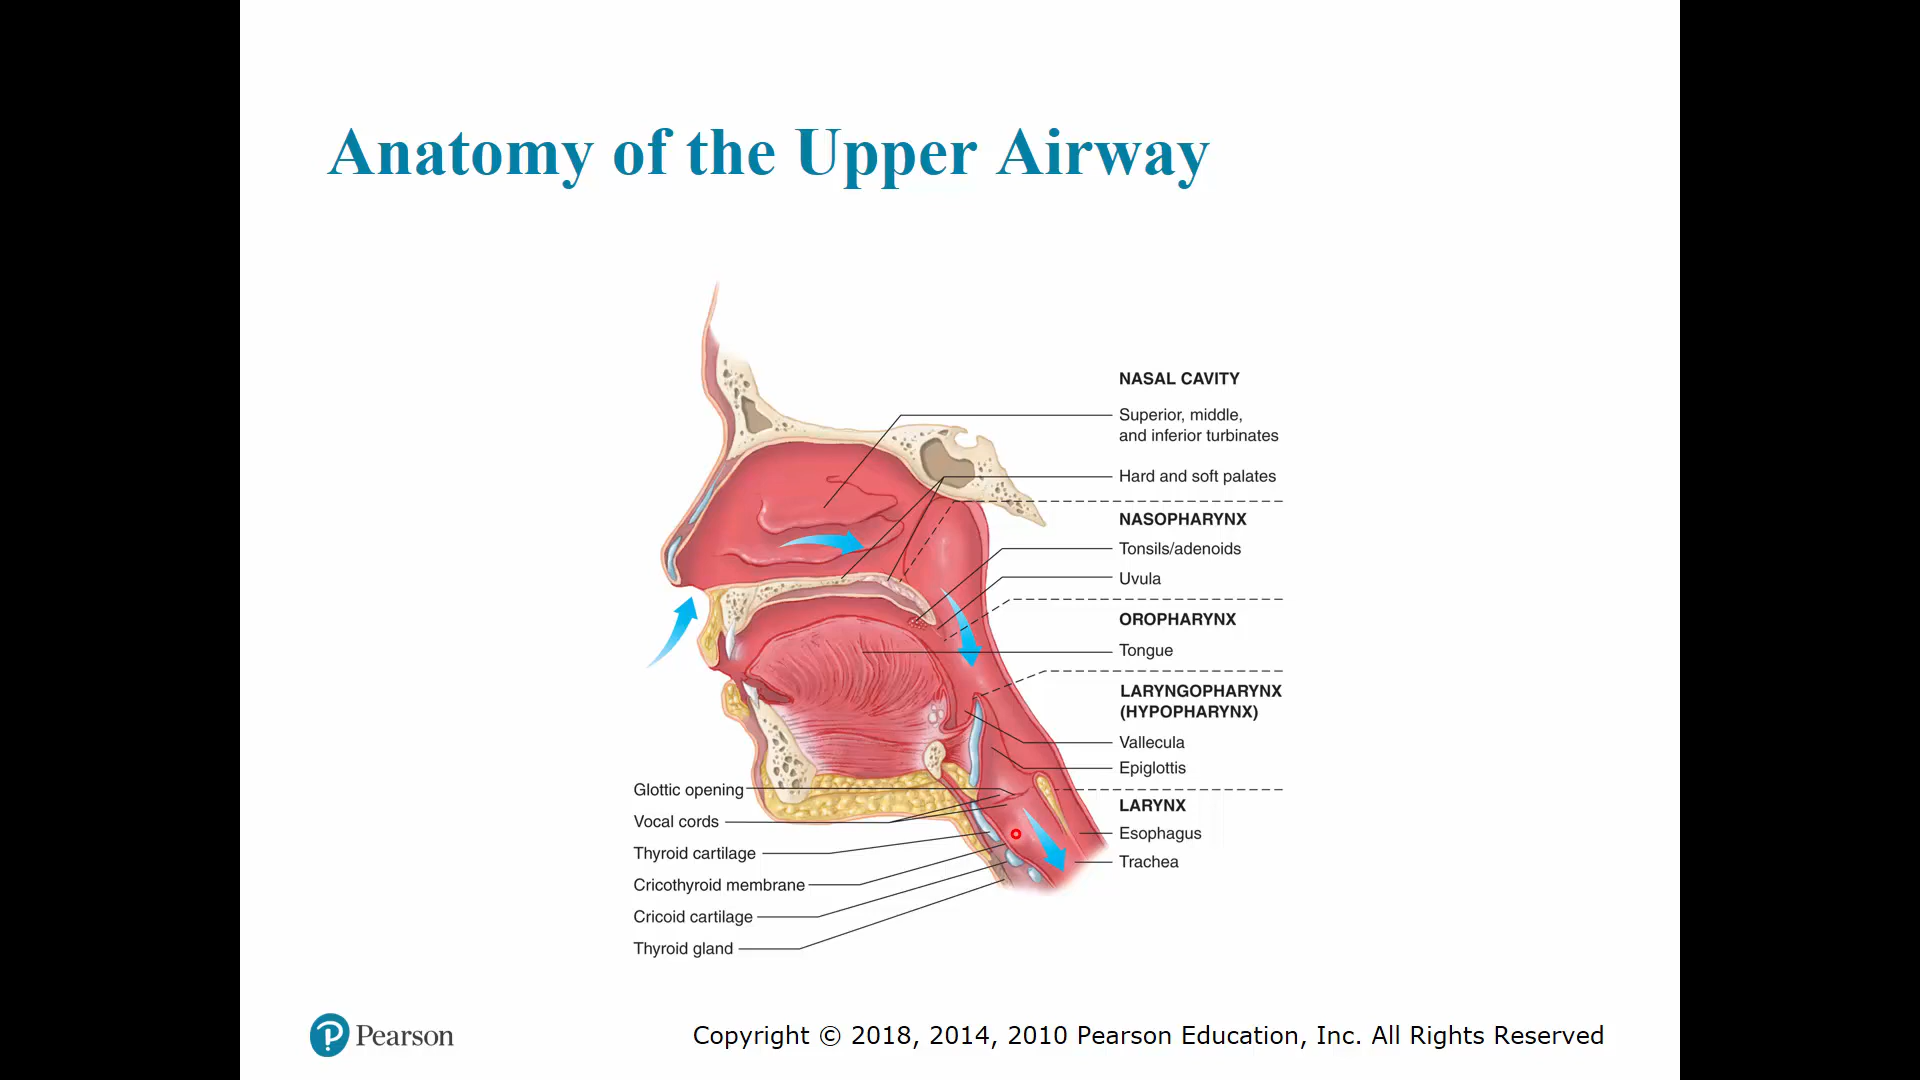 Anatomy of the Upper Airway
NASAL CAVITY
Superior, middle,
and inferior turbinates
Hard and soft palates
NASOPHARYNX
Tonsils/adenoids
Uvula
OROPHARYNX
Tongue
LARYNGOPHARYNX
(HYPOPHARYNX)
Vallecula
Epiglottis
LARYNX
Esophagus
Trachea
Glottic opening
Vocal cords
Thyroid cartilage
Cricothyroid membrane
Cricoid cartilage
Thyroid gland
Pearson
Copyright © 2018, 2014, 2010 Pearson Education, Inc. All Rights Reserved